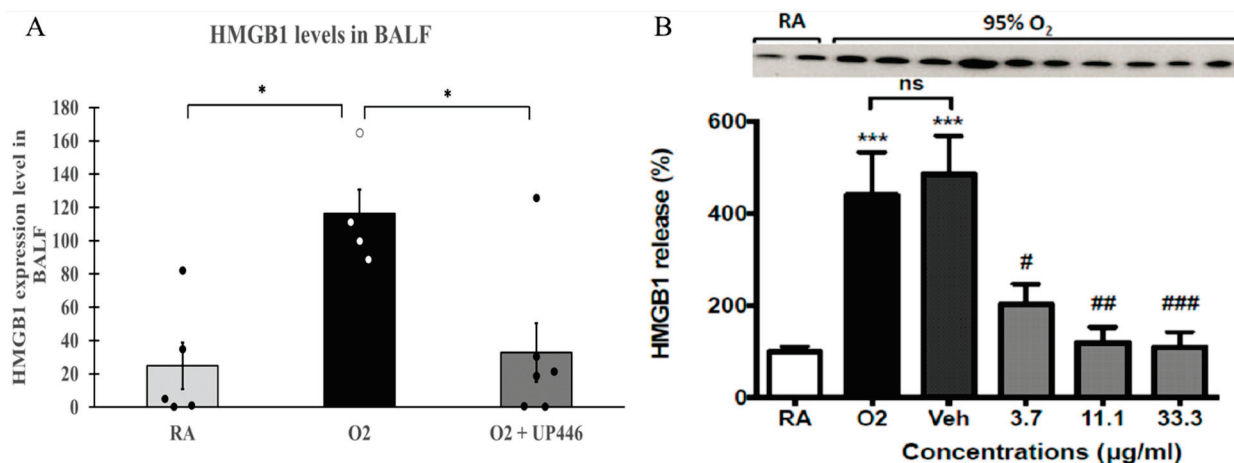 A
HMGB1 levels in BALF
*
*
HMGB1 expression level in
BALF
180
160
140
120
100
80
60
40
20
0
RA
O2
O2 + UP446
B
RA
95% O₂
ns
HMGB1 release (%)
600
400
200
0
***
***
#
##
###
RA
O2
Veh
3.7
11.1
33.3
Concentrations (μg/ml)